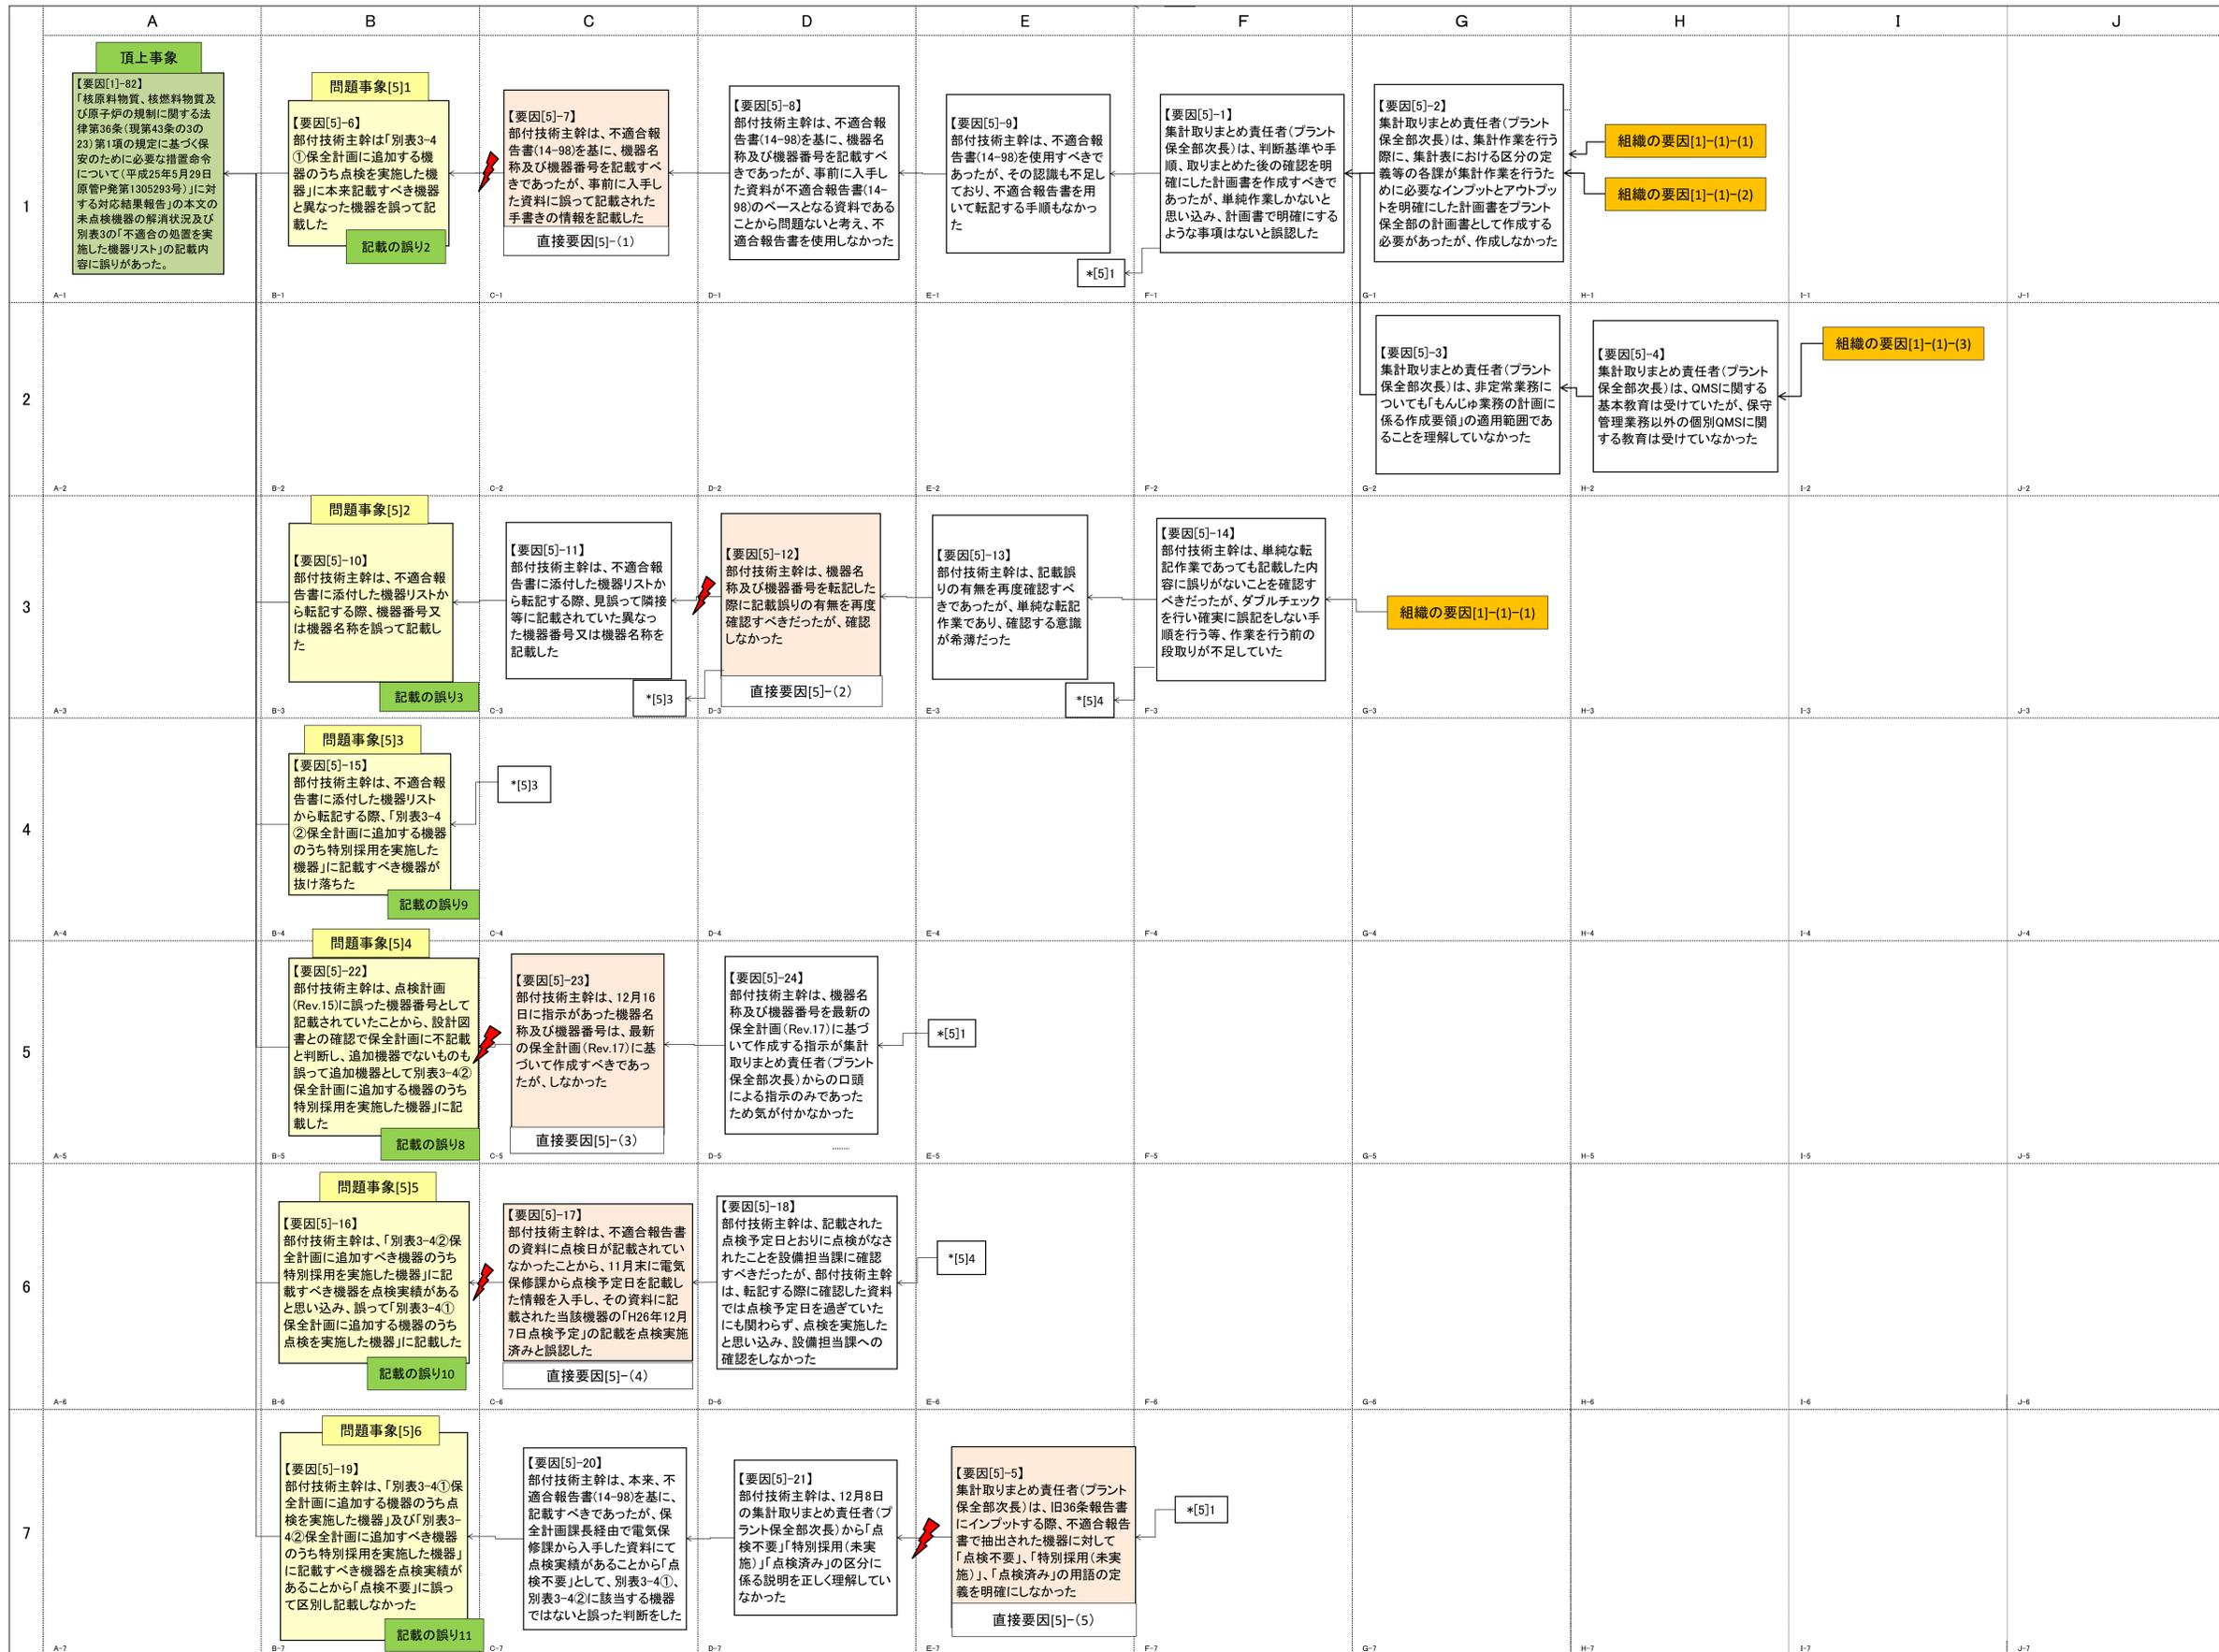 A B C D E F G H I J
1
頂上事象
【要因[1]-82】
「核原料物質、核燃料物質及
び原子炉の規制に関する法
律第36条(現第43条の3の
23)第1項の規定に基づく保
安のために必要な措置命令
について(平成25年5月29日
原管P発第1305293号)」に対
する対応結果報告」の本文の
未点検機器の解消状況及び
別表3の「不適合の処置を実
施した機器リスト」の記載内
容に誤りがあった。
問題事象[5]1
【要因[5]-6】
部付技術主幹は「別表3-4
①保全計画に追加する機
器のうち点検を実施した機
器」に本来記載すべき機器
と異なった機器を誤って記
載した
記載の誤り2
【要因[5]-7】
部付技術主幹は、不適合報
告書(14-98)を基に、機器名
称及び機器番号を記載すべ
きであったが、事前に入手し
た資料に誤って記載された
手書きの情報を記載した
直接要因[5]-(1)
【要因[5]-8】
部付技術主幹は、不適合報
告書(14-98)を基に、機器名
称及び機器番号を記載すべ
きであったが、事前に入手し
た資料が不適合報告書(14-
98)のベースとなる資料である
ことから問題ないと考え、不
適合報告書を使用しなかった
【要因[5]-9】
部付技術主幹は、不適合報
告書(14-98)を使用すべきで
あったが、その認識も不足し
ており、不適合報告書を用
いて転記する手順もなかっ
た
*[5]1
【要因[5]-1】
集計取りまとめ責任者(プラント
保全部次長)は、判断基準や手
順、取りまとめた後の確認を明
確にした計画書を作成すべきで
あったが、単純作業しかないと
思い込み、計画書で明確にする
ような事項はないと誤認した
【要因[5]-2】
集計取りまとめ責任者(プラント
保全部次長)は、集計作業を行う
際に、集計表における区分の定
義等の各課が集計作業を行うた
めに必要なインプットとアウトプッ
トを明確にした計画書をプラント
保全部の計画書として作成する
必要があったが、作成しなかった
組織の要因[1]-(1)-(1)
組織の要因[1]-(1)-(2)
A-1 B-1 C-1 D-1 E-1 F-1 G-1 H-1 I-1 J-1
2
【要因[5]-3】
集計取りまとめ責任者(プラント
保全部次長)は、非定常業務に
ついても「もんじゅ業務の計画に
係る作成要領」の適用範囲であ
ることを理解していなかった
【要因[5]-4】
集計取りまとめ責任者(プラント
保全部次長)は、QMSに関する
基本教育は受けていたが、保守
管理業務以外の個別QMSに関
する教育は受けていなかった
組織の要因[1]-(1)-(3)
A-2 B-2 C-2 D-2 E-2 F-2 G-2 H-2 I-2 J-2
3
問題事象[5]2
【要因[5]-10】
部付技術主幹は、不適合報
告書に添付した機器リストか
ら転記する際、機器番号又
は機器名称を誤って記載し
た
記載の誤り3
【要因[5]-11】
部付技術主幹は、不適合報
告書に添付した機器リストか
ら転記する際、見誤って隣接
等に記載されていた異なっ
た機器番号又は機器名称を
記載した
*[5]3
【要因[5]-12】
部付技術主幹は、機器名
称及び機器番号を転記した
際に記載誤りの有無を再度
確認すべきだったが、確認
しなかった
直接要因[5]-(2)
【要因[5]-13】
部付技術主幹は、記載誤
りの有無を再度確認すべ
きであったが、単純な転記
作業であり、確認する意識
が希薄だった
*[5]4
【要因[5]-14】
部付技術主幹は、単純な転
記作業であっても記載した内
容に誤りがないことを確認す
べきだったが、ダブルチェック
を行い確実に誤記をしない手
順を行う等、作業を行う前の
段取りが不足していた
組織の要因[1]-(1)-(1)
A-3 B-3 C-3 D-3 E-3 F-3 G-3 H-3 I-3 J-3
4
問題事象[5]3
【要因[5]-15】
部付技術主幹は、不適合報
告書に添付した機器リスト
から転記する際、「別表3-4
②保全計画に追加する機器
のうち特別採用を実施した
機器」に記載すべき機器が
抜け落ちた
記載の誤り9
*[5]3
A-4 B-4 C-4 D-4 E-4 F-4 G-4 H-4 I-4 J-4
5
問題事象[5]4
【要因[5]-22】
部付技術主幹は、点検計画
(Rev.15)に誤った機器番号として
記載されていたことから、設計図
書との確認で保全計画に不記載
と判断し、追加機器でないものも
誤って追加機器として別表3-4②
保全計画に追加する機器のうち
特別採用を実施した機器」に記
載した
記載の誤り8
【要因[5]-23】
部付技術主幹は、12月16
日に指示があった機器名
称及び機器番号は、最新
の保全計画(Rev.17)に基
づいて作成すべきであっ
たが、しなかった
直接要因[5]-(3)
【要因[5]-24】
部付技術主幹は、機器名
称及び機器番号を最新の
保全計画(Rev.17)に基づ
いて作成する指示が集計
取りまとめ責任者(プラント
保全部次長)からの口頭
による指示のみであった
ため気が付かなかった
*[5]1
A-5 B-5 C-5 D-5 E-5 F-5 G-5 H-5 I-5 J-5
6
問題事象[5]5
【要因[5]-16】
部付技術主幹は、「別表3-4②保
全計画に追加すべき機器のうち
特別採用を実施した機器」に記
載すべき機器を点検実績がある
と思い込み、誤って「別表3-4①
保全計画に追加する機器のうち
点検を実施した機器」に記載した
記載の誤り10
【要因[5]-17】
部付技術主幹は、不適合報告書
の資料に点検日が記載されてい
なかったことから、11月末に電気
保修課から点検予定日を記載し
た情報を入手し、その資料に記
載された当該機器の「H26年12月
7日点検予定」の記載を点検実施
済みと誤認した
直接要因[5]-(4)
【要因[5]-18】
部付技術主幹は、記載された
点検予定日とおりに点検がなさ
れたことを設備担当課に確認
すべきだったが、部付技術主幹
は、転記する際に確認した資料
では点検予定日を過ぎていた
にも関わらず、点検を実施した
と思い込み、設備担当課への
確認をしなかった
*[5]4
A-6 B-6 C-6 D-6 E-6 F-6 G-6 H-6 I-6 J-6
7
問題事象[5]6
【要因[5]-19】
部付技術主幹は、「別表3-4①保
全計画に追加する機器のうち点
検を実施した機器」及び「別表3-
4②保全計画に追加すべき機器
のうち特別採用を実施した機器」
に記載すべき機器を点検実績が
あることから「点検不要」に誤っ
て区別し記載しなかった
記載の誤り11
【要因[5]-20】
部付技術主幹は、本来、不
適合報告書(14-98)を基に、
記載すべきであったが、保
全計画課長経由で電気保
修課から入手した資料にて
点検実績があることから「点
検不要」として、別表3-4①、
別表3-4②に該当する機器
ではないと誤った判断をした
【要因[5]-21】
部付技術主幹は、12月8日
の集計取りまとめ責任者(プ
ラント保全部次長)から「点
検不要」「特別採用(未実
施)」「点検済み」の区分に
係る説明を正しく理解してい
なかった
【要因[5]-5】
集計取りまとめ責任者(プラント
保全部次長)は、旧36条報告書
にインプットする際、不適合報告
書で抽出された機器に対して
「点検不要」、「特別採用(未実
施)」、「点検済み」の用語の定
義を明確にしなかった
直接要因[5]-(5)
*[5]1
A-7 B-7 C-7 D-7 E-7 F-7 G-7 H-7 I-7 J-7